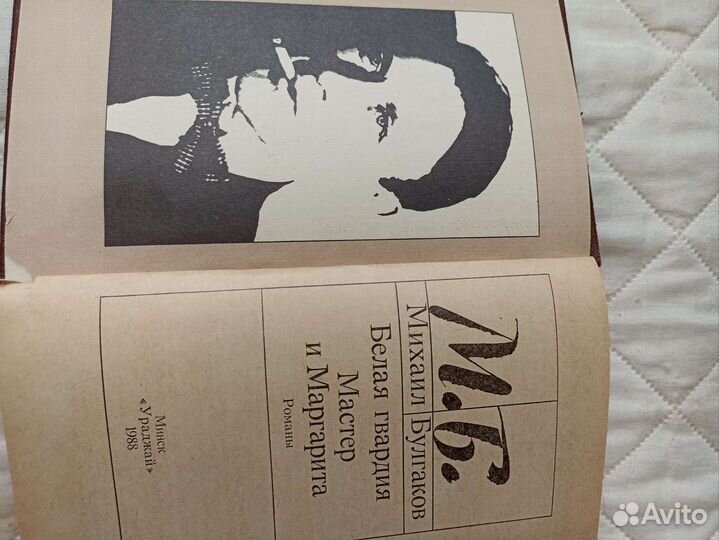 М.Б.
Михаил Булгаков
Белая гвардия
Мастер
и Маргарита
Романы
Минск
«Ураджай»
1988
Avito